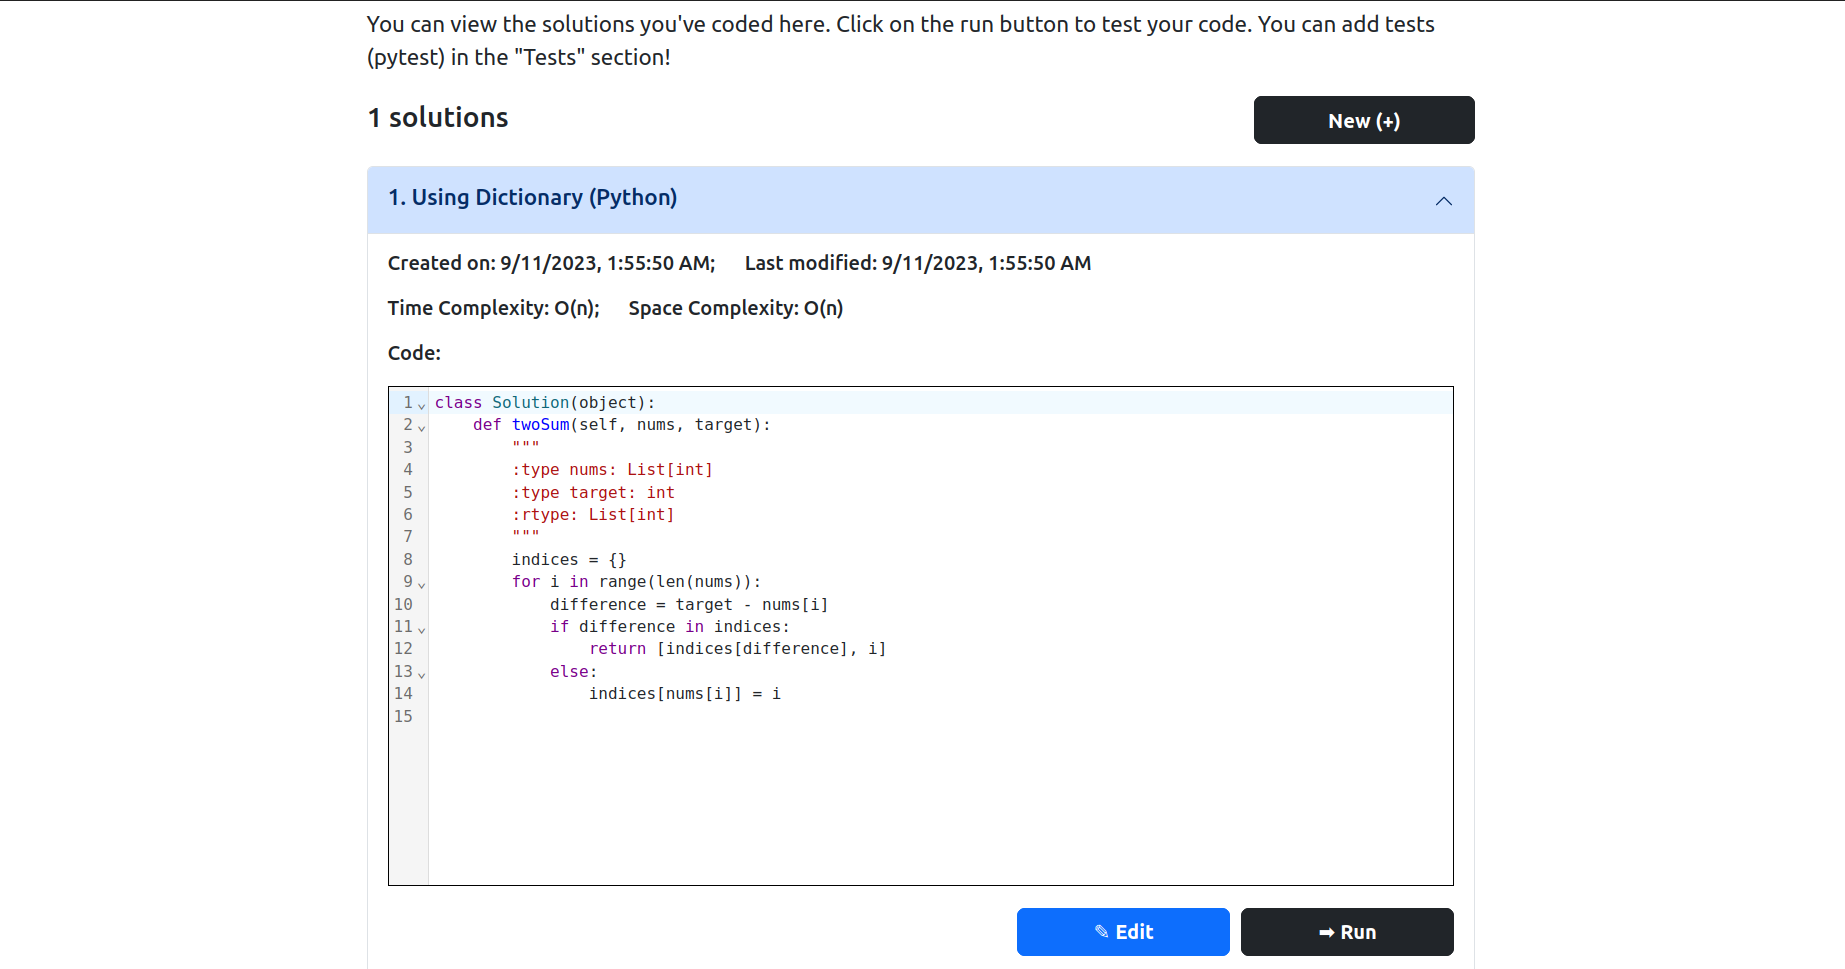 You can view the solutions you've coded here. Click on the run button to test your code. You can add tests
(pytest) in the "Tests" section!
1 solutions
New (+)
1. Using Dictionary (Python)
Created on: 9/11/2023, 1:55:50 AM; Last modified: 9/11/2023, 1:55:50 AM
Time Complexity: O(n); Space Complexity: O(n)
Code:
1 class Solution(object):
2     def twoSum(self, nums, target):
3         """
4         :type nums: List[int]
5         :type target: int
6         :rtype: List[int]
7         """
8         indices = {}
9         for i in range(len(nums)):
10             difference = target - nums[i]
11             if difference in indices:
12                 return [indices[difference], i]
13             else:
14                 indices[nums[i]] = i
15
✎ Edit
➡ Run